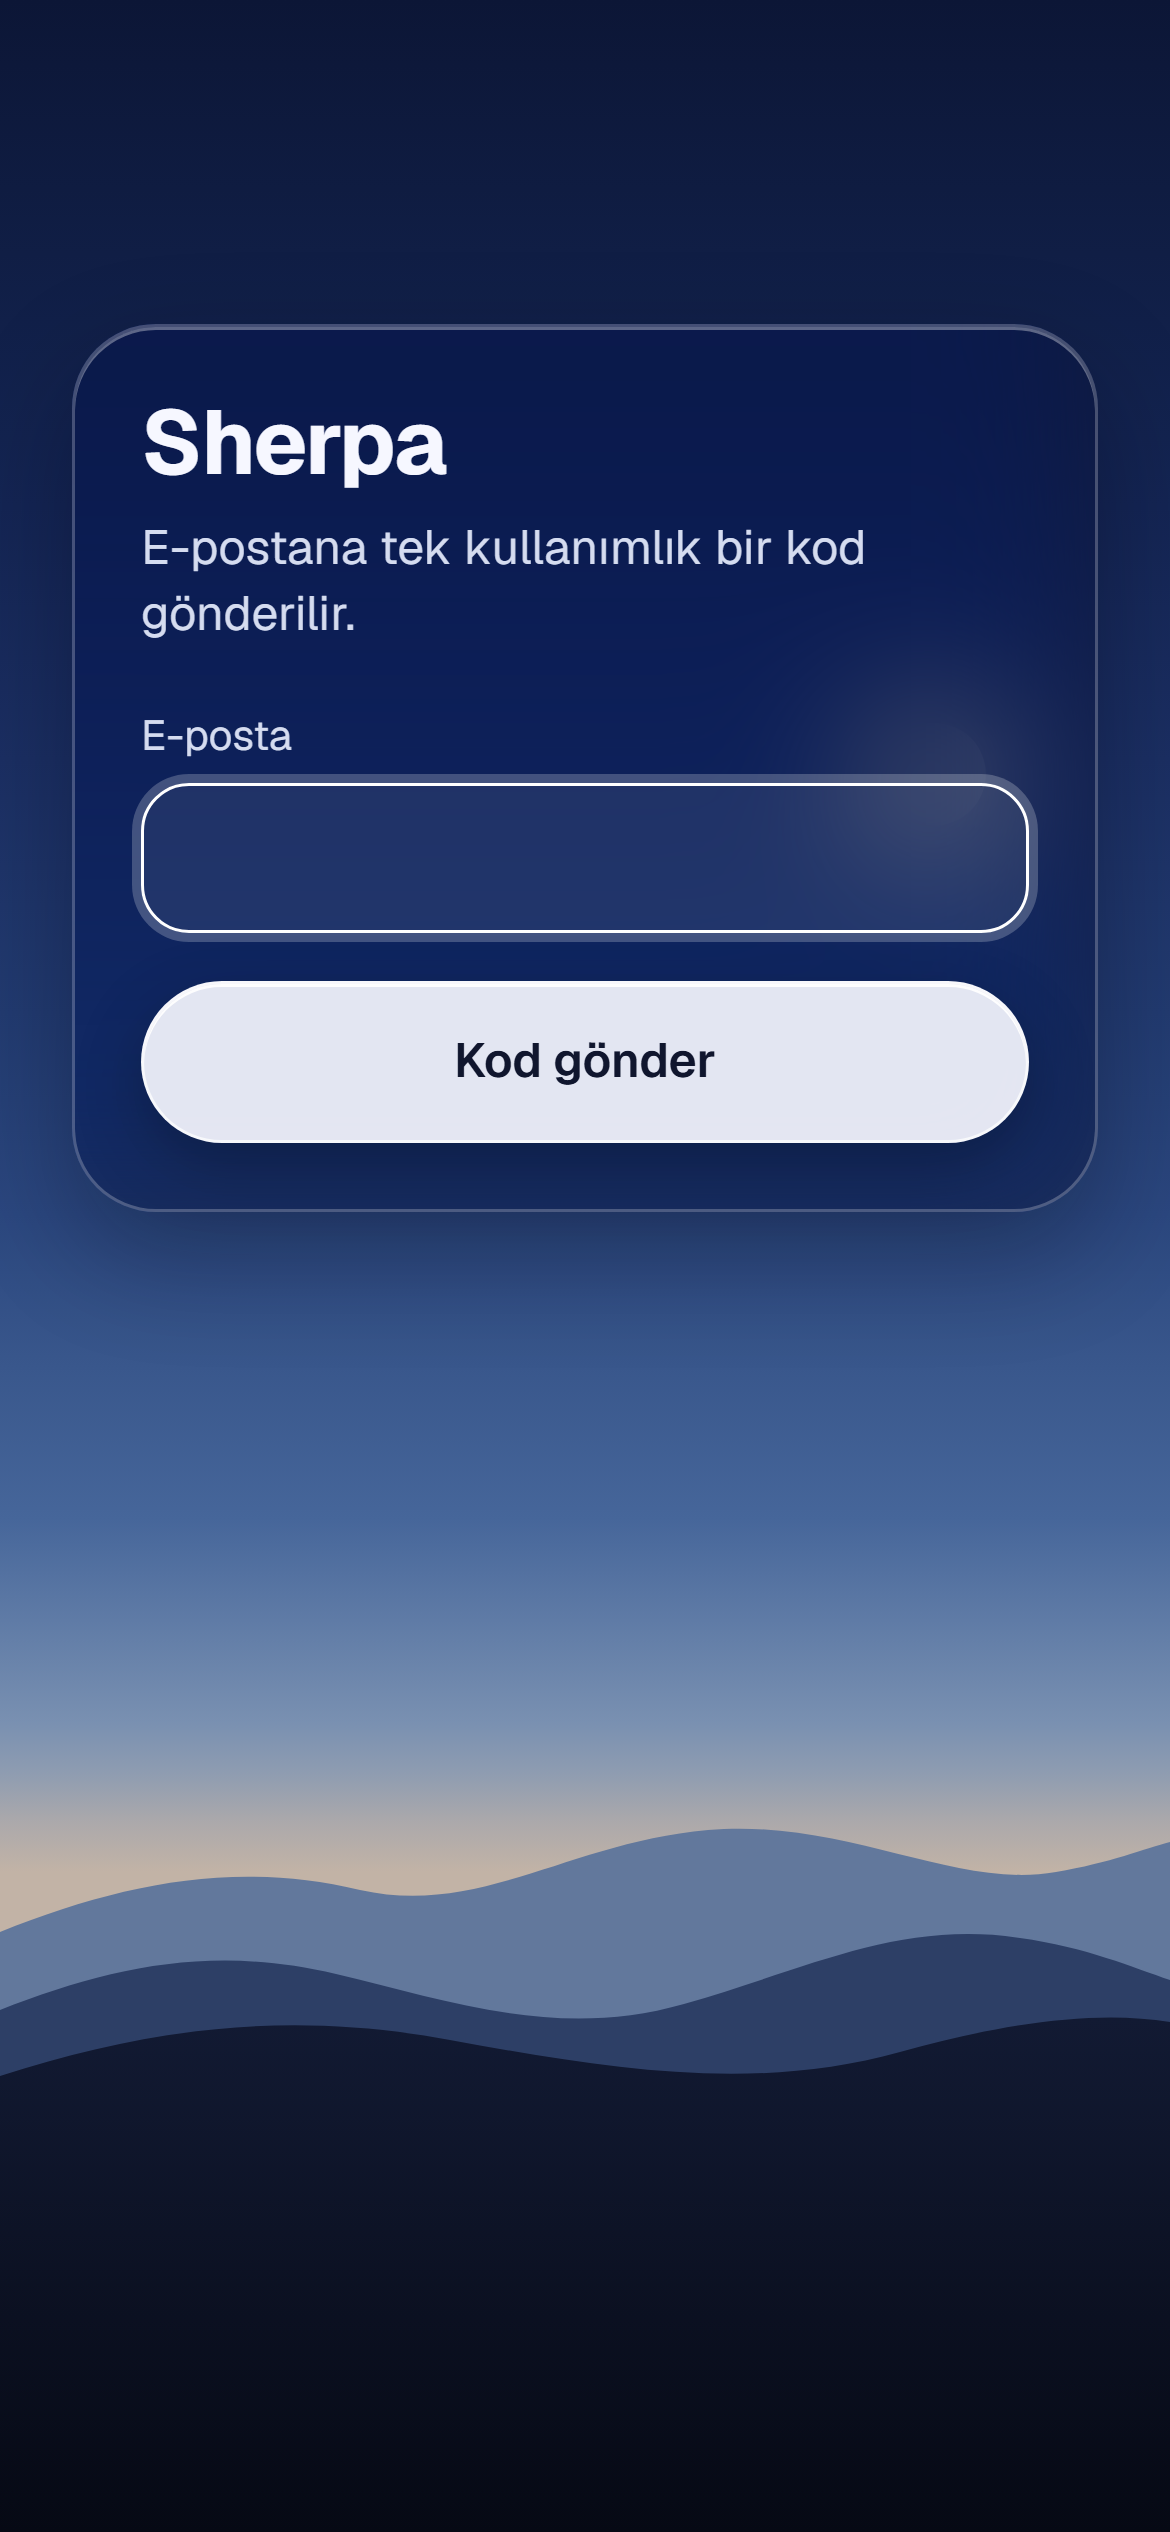 Sherpa
E-postana tek kullanımlık bir kod
gönderilir.
E-posta
Kod gönder